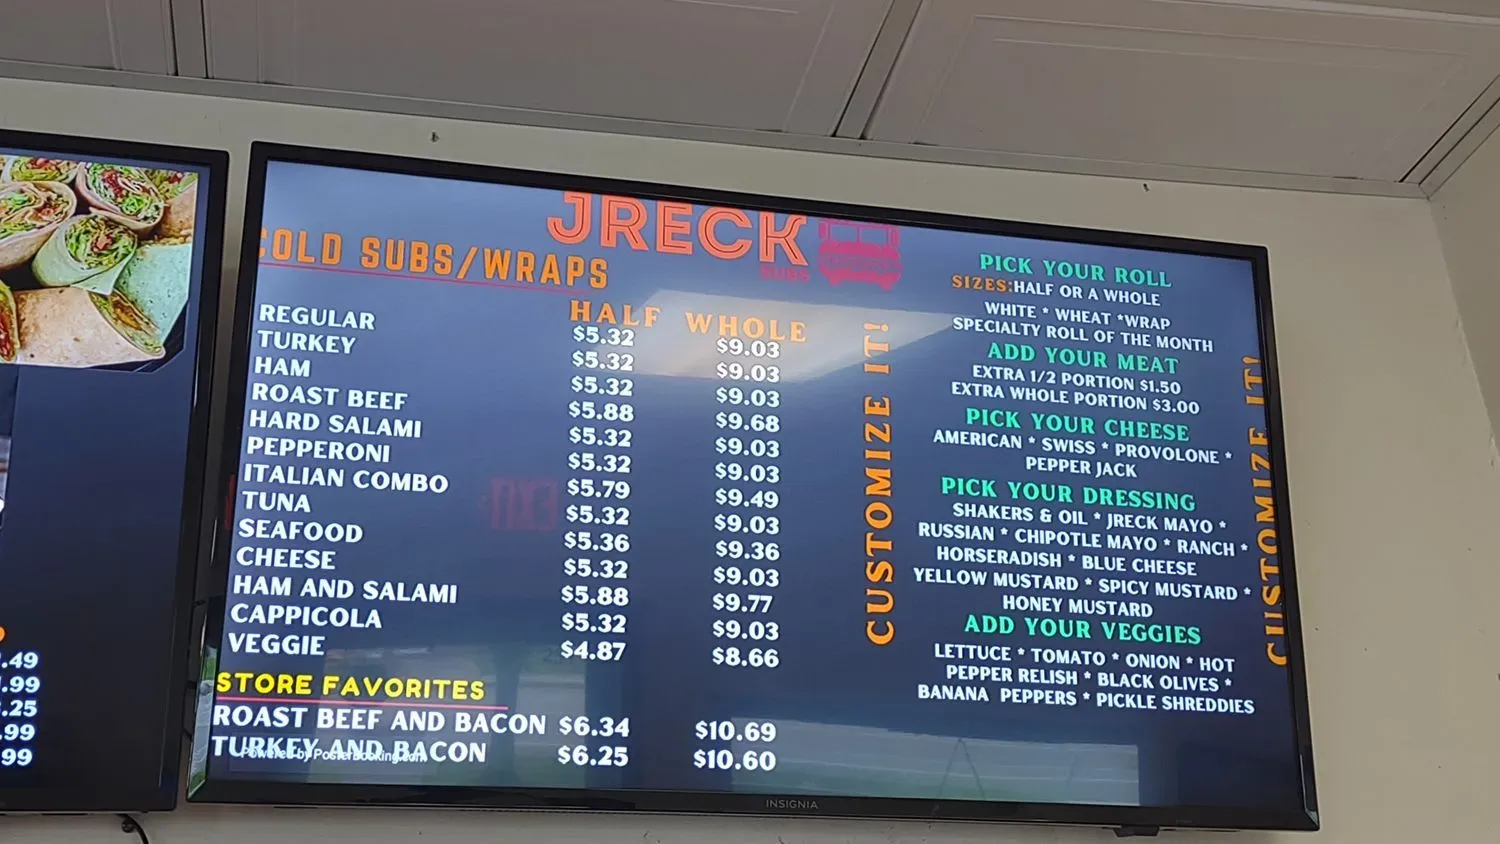 JRECK
SUBS
COLD SUBS/WRAPS
HALF WHOLE
REGULAR $5.32 $9.03
TURKEY $5.32 $9.03
HAM $5.32 $9.03
ROAST BEEF $5.88 $9.68
HARD SALAMI $5.32 $9.03
PEPPERONI $5.32 $9.03
ITALIAN COMBO $5.79 $9.49
TUNA $5.32 $9.03
SEAFOOD $5.36 $9.36
CHEESE $5.32 $9.03
HAM AND SALAMI $5.88 $9.77
CAPPICOLA $5.32 $9.03
VEGGIE $4.87 $8.66
STORE FAVORITES
ROAST BEEF AND BACON $6.34 $10.69
TURKEY AND BACON $6.25 $10.60
Powered by PosterBooking.com
CUSTOMIZE IT!
PICK YOUR ROLL
SIZES:HALF OR A WHOLE
WHITE * WHEAT *WRAP
SPECIALTY ROLL OF THE MONTH
ADD YOUR MEAT
EXTRA 1/2 PORTION $1.50
EXTRA WHOLE PORTION $3.00
PICK YOUR CHEESE
AMERICAN * SWISS * PROVOLONE *
PEPPER JACK
PICK YOUR DRESSING
SHAKERS & OIL * JRECK MAYO *
RUSSIAN * CHIPOTLE MAYO * RANCH *
HORSERADISH * BLUE CHEESE
YELLOW MUSTARD * SPICY MUSTARD *
HONEY MUSTARD
ADD YOUR VEGGIES
LETTUCE * TOMATO * ONION * HOT
PEPPER RELISH * BLACK OLIVES *
BANANA PEPPERS * PICKLE SHREDDIES
CUSTOMIZE IT!
INSIGNIA
.49
.99
.25
.99
99